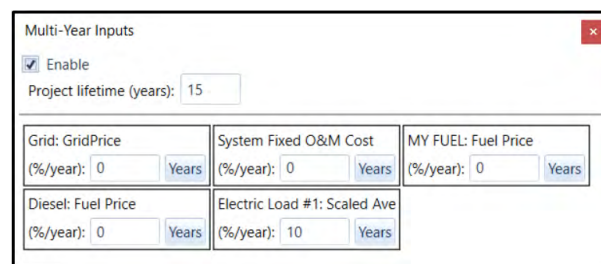 Multi-Year Inputs
Enable
Project lifetime (years): 15
Grid: GridPrice
(%/year): 0 Years
System Fixed O&M Cost
(%/year): 0 Years
MY FUEL: Fuel Price
(%/year): 0 Years
Diesel: Fuel Price
(%/year): 0 Years
Electric Load #1: Scaled Ave
(%/year): 10 Years